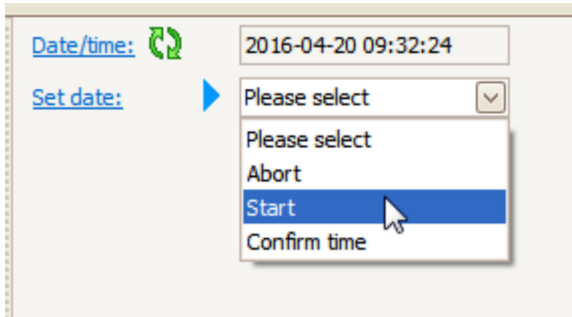 Date/time: 2016-04-20 09:32:24
Set date: Please select
Please select
Abort
Start
Confirm time